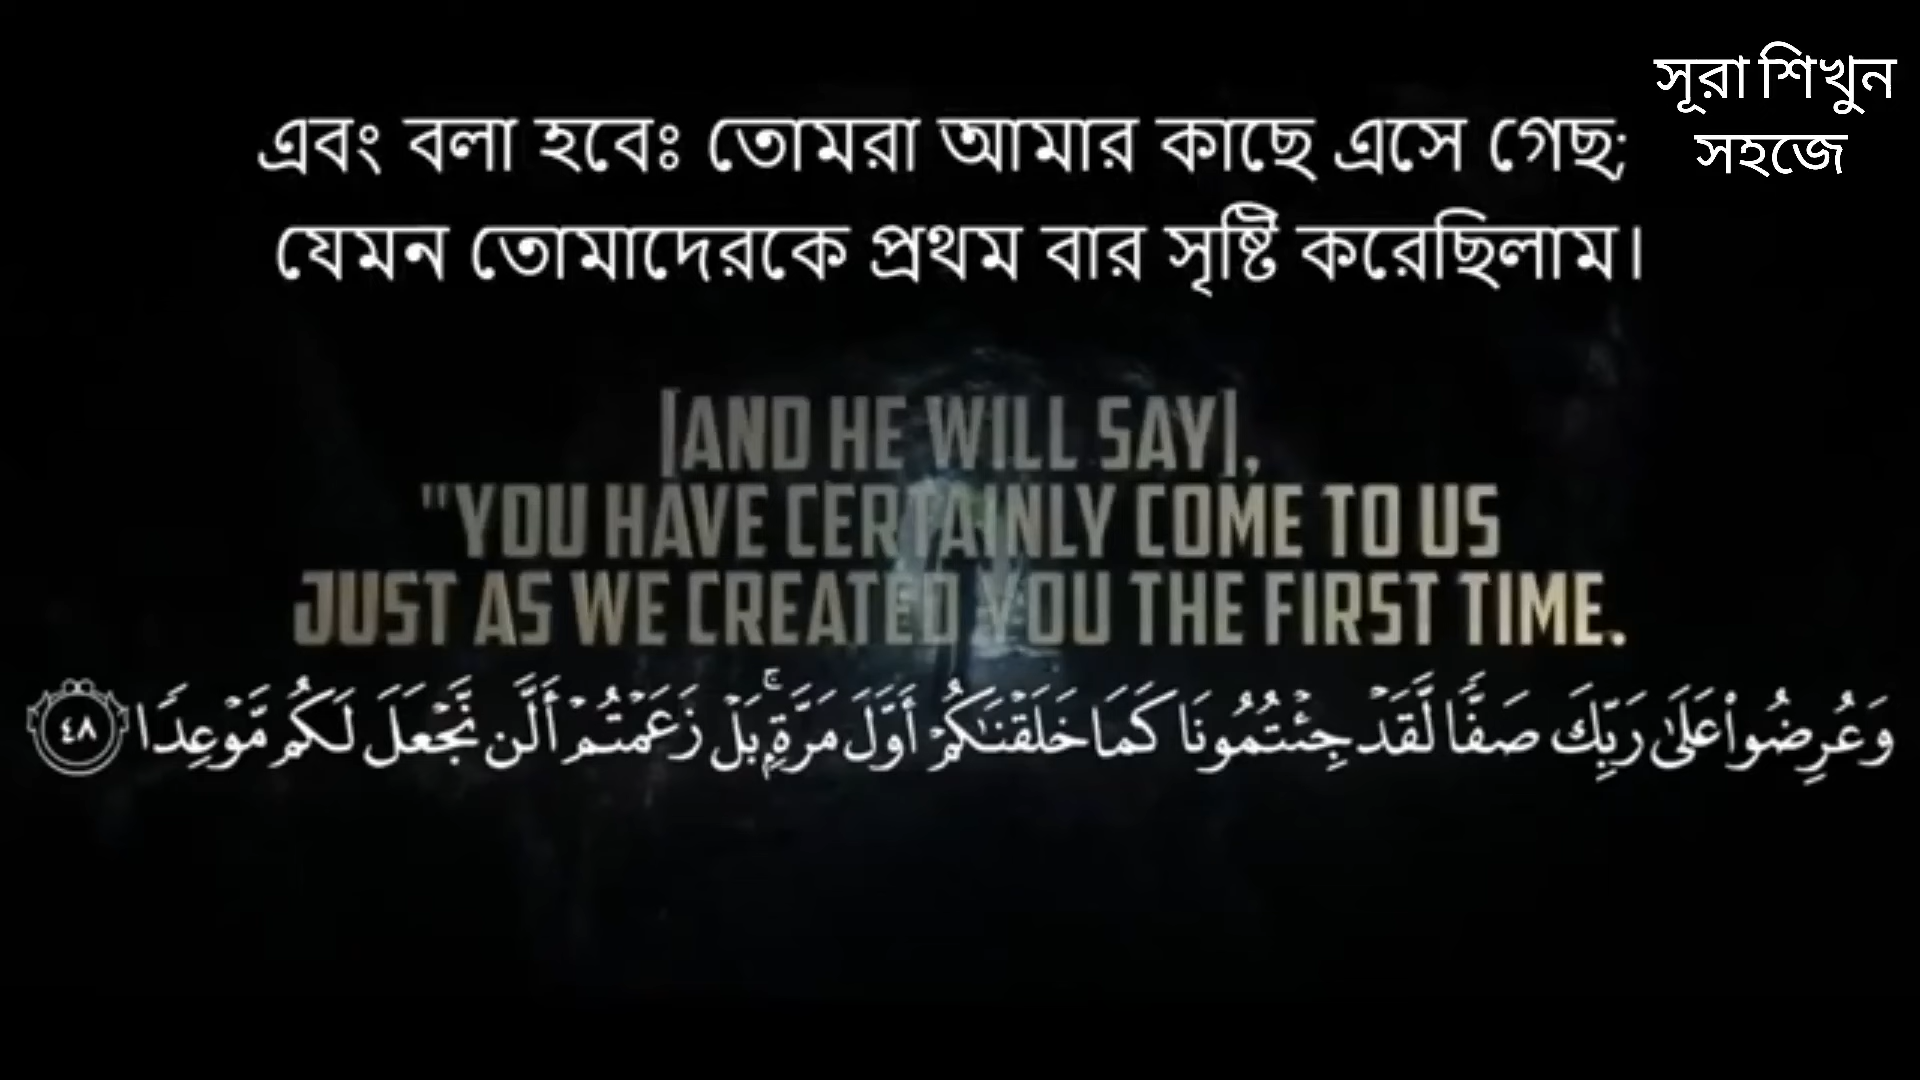 সূরা শিখুন
সহজে
এবং বলা হবেঃ তোমরা আমার কাছে এসে গেছ;
যেমন তোমাদেরকে প্রথম বার সৃষ্টি করেছিলাম।
[AND HE WILL SAY],
"YOU HAVE CERTAINLY COME TO US
JUST AS WE CREATED YOU THE FIRST TIME.
وَعُرِضُوا۟ عَلَىٰ رَبِّكَ صَفًّا لَّقَدْ جِئْتُمُونَا كَمَا خَلَقْنَٰكُمْ أَوَّلَ مَرَّةٍۭ ۚ بَلْ زَعَمْتُمْ أَلَّن نَّجْعَلَ لَكُم مَّوْعِدًا ٤٨